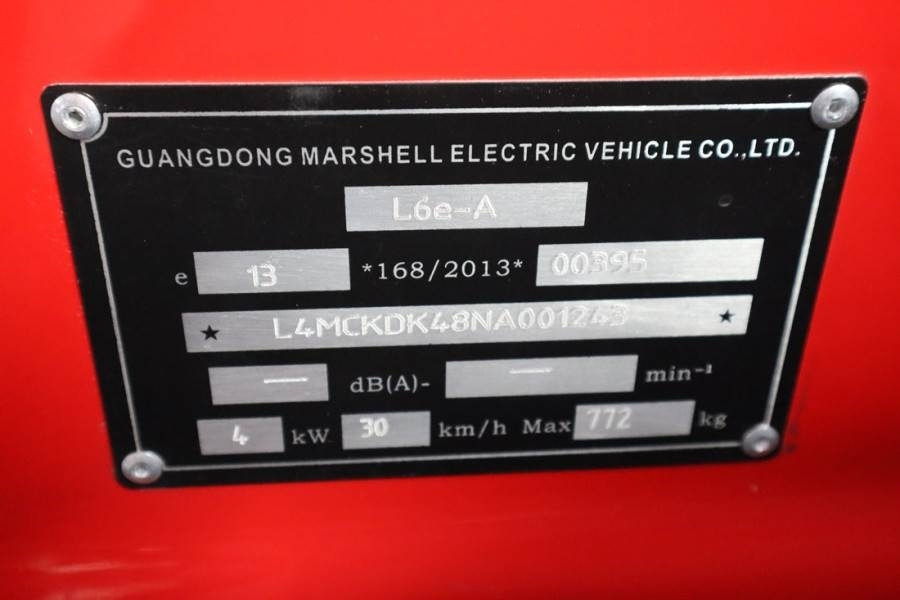 GUANGDONG MARSHELL ELECTRIC VEHICLE CO.,LTD.
L6e-A
e 13 *168/2013* 00395
★ L4MCKDK48NA001243 ★
— dB(A)- — min⁻¹
4 kW 30 km/h Max 772 kg